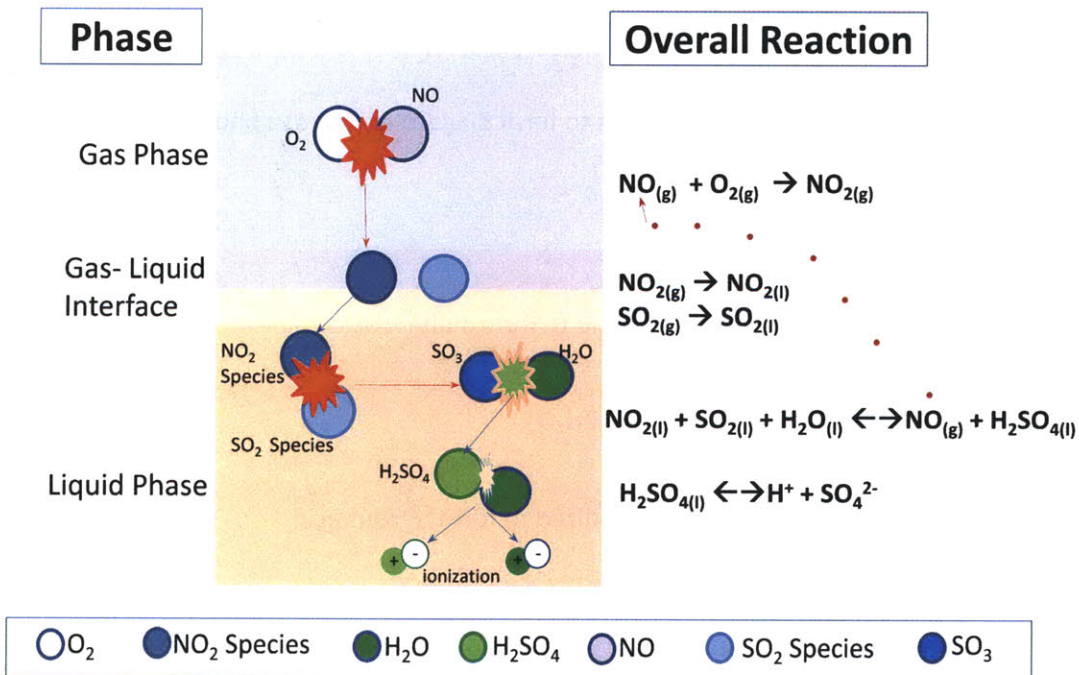 Phase
Overall Reaction
NO
O₂
Gas Phase
NO(g) + O₂(g) → NO₂(g)
Gas- Liquid
Interface
NO₂(g) → NO₂(l)
SO₂(g) → SO₂(l)
NO₂
Species
SO₃
H₂O
SO₂ Species
NO₂(l) + SO₂(l) + H₂O(l) ←→ NO(g) + H₂SO₄(l)
Liquid Phase
H₂SO₄
H₂SO₄(l) ←→ H⁺ + SO₄²⁻
+ -
+ -
ionization
O₂ NO₂ Species H₂O H₂SO₄ NO SO₂ Species SO₃